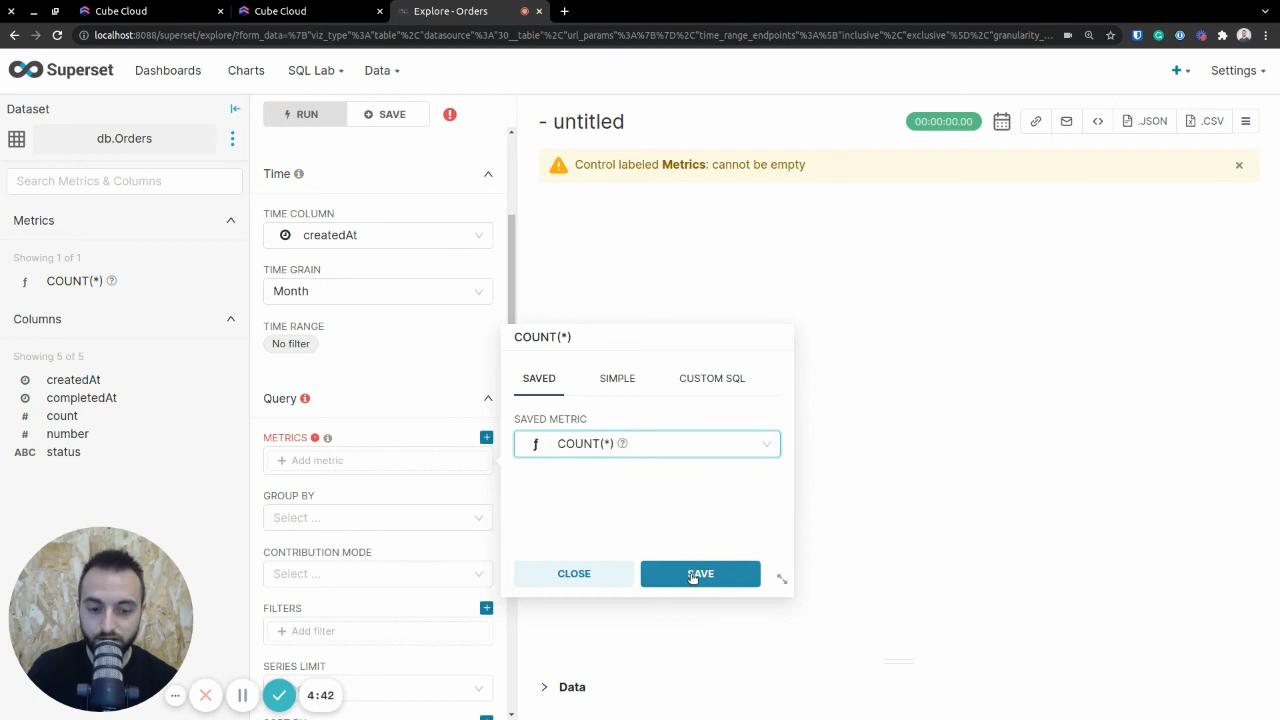 Cube Cloud
Cube Cloud
Explore - Orders
localhost:8088/superset/explore/?form_data=%7B"viz_type"%3A"table"%2C"datasource"%3A"30__table"%2C"url_params"%3A%7B%7D%2C"time_range_endpoints"%3A%5B"inclusive"%2C"exclusive"%5D%2C"granularity_...
Superset
Dashboards
Charts
SQL Lab
Data
Settings
Dataset
db.Orders
Search Metrics & Columns
Metrics
Showing 1 of 1
ƒ COUNT(*)
Columns
Showing 5 of 5
createdAt
completedAt
# count
# number
ABC status
RUN
SAVE
Time
TIME COLUMN
createdAt
TIME GRAIN
Month
TIME RANGE
No filter
Query
METRICS
+ Add metric
GROUP BY
Select ...
CONTRIBUTION MODE
Select ...
FILTERS
+ Add filter
SERIES LIMIT
- untitled
00:00:00.00
.JSON
.CSV
Control labeled Metrics: cannot be empty
COUNT(*)
SAVED
SIMPLE
CUSTOM SQL
SAVED METRIC
ƒ COUNT(*)
CLOSE
SAVE
Data
4:42